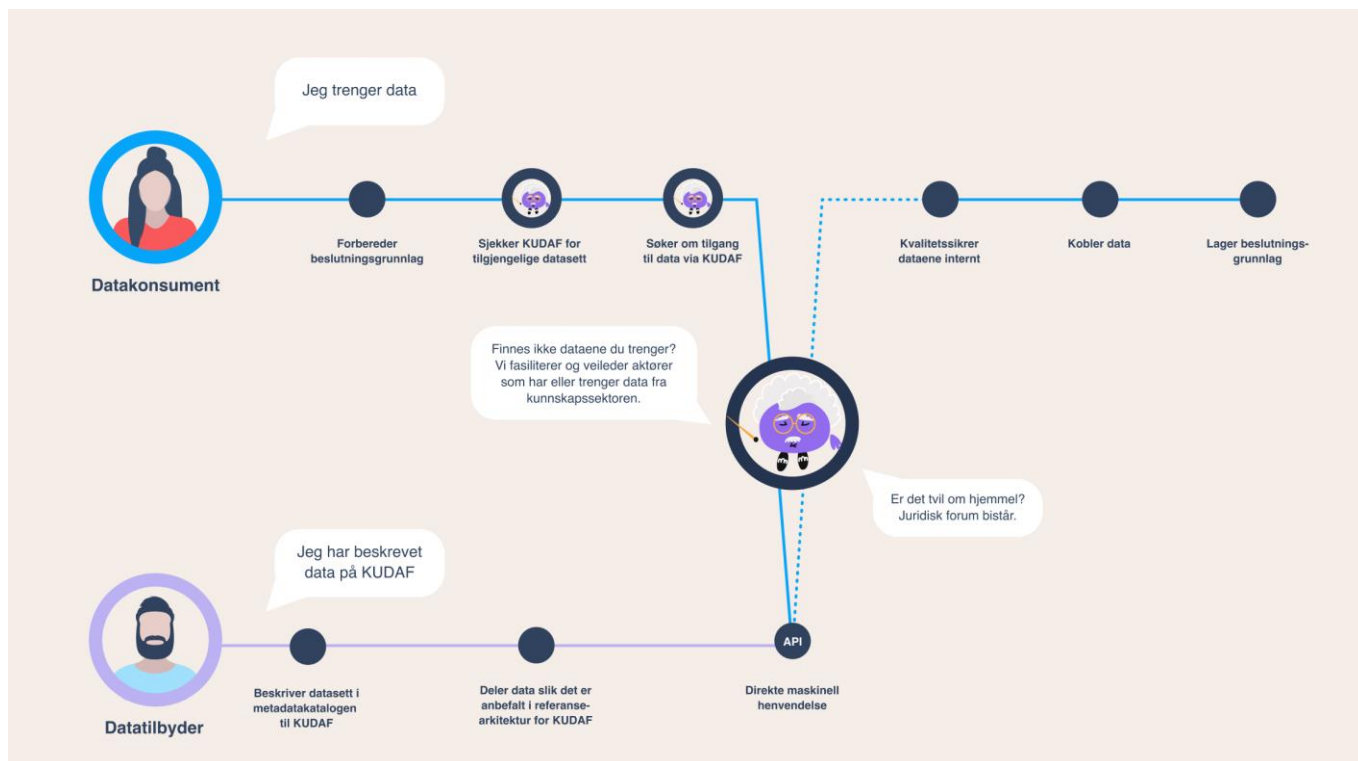 Jeg trenger data
Datakonsument
Forbereder
beslutningsgrunnlag
Sjekker KUDAF for
tilgjengelige datasett
Søker om tilgang
til data via KUDAF
Kvalitetssikrer
dataene internt
Kobler data
Lager beslutnings-
grunnlag
Finnes ikke dataene du trenger?
Vi fasiliterer og veileder aktører
som har eller trenger data fra
kunnskapssektoren.
Er det tvil om hjemmel?
Juridisk forum bistår.
Jeg har beskrevet
data på KUDAF
Datatilbyder
Beskriver datasett i
metadatakatalogen
til KUDAF
Deler data slik det er
anbefalt i referanse-
arkitektur for KUDAF
API
Direkte maskinell
henvendelse